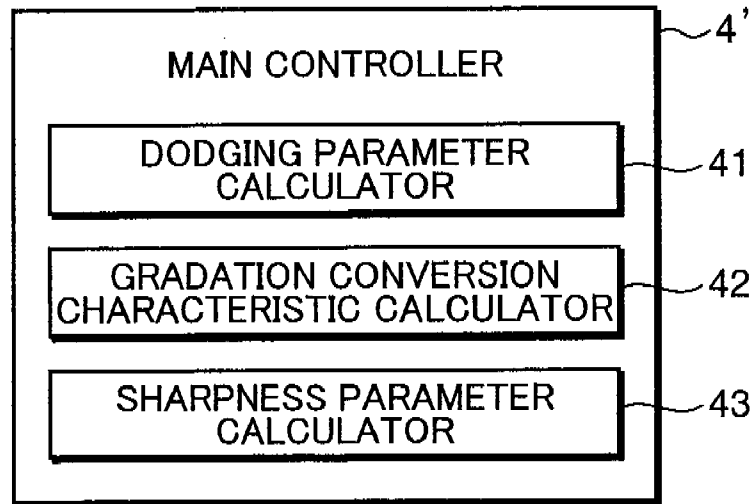 4'
MAIN CONTROLLER
DODGING PARAMETER
CALCULATOR
41
GRADATION CONVERSION
CHARACTERISTIC CALCULATOR
42
SHARPNESS PARAMETER
CALCULATOR
43